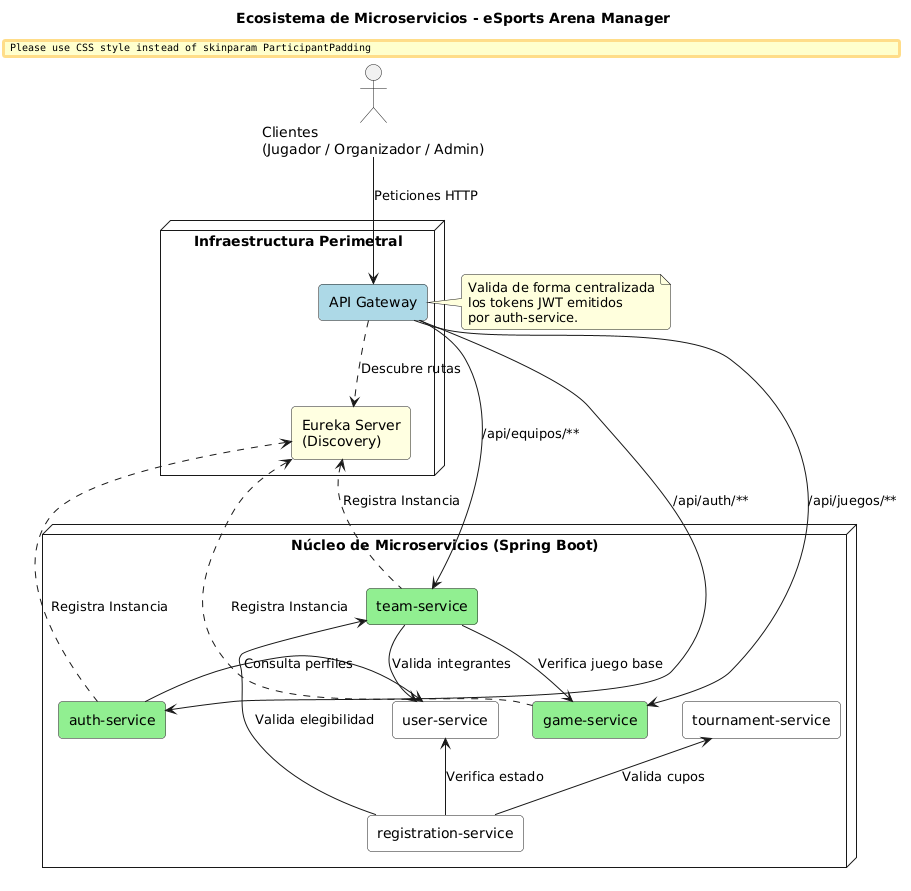 Ecosistema de Microservicios - eSports Arena Manager
Please use CSS style instead of skinparam ParticipantPadding
Clientes
(Jugador / Organizador / Admin)
Peticiones HTTP
Infraestructura Perimetral
API Gateway
Valida de forma centralizada
los tokens JWT emitidos
por auth-service.
Descubre rutas
Eureka Server
(Discovery)
/api/equipos/**
Registra Instancia
/api/auth/**
/api/juegos/**
Núcleo de Microservicios (Spring Boot)
Registra Instancia
Registra Instancia
team-service
Consulta perfiles
Valida integrantes
Verifica juego base
auth-service
Valida elegibilidad
user-service
game-service
tournament-service
Verifica estado
Valida cupos
registration-service